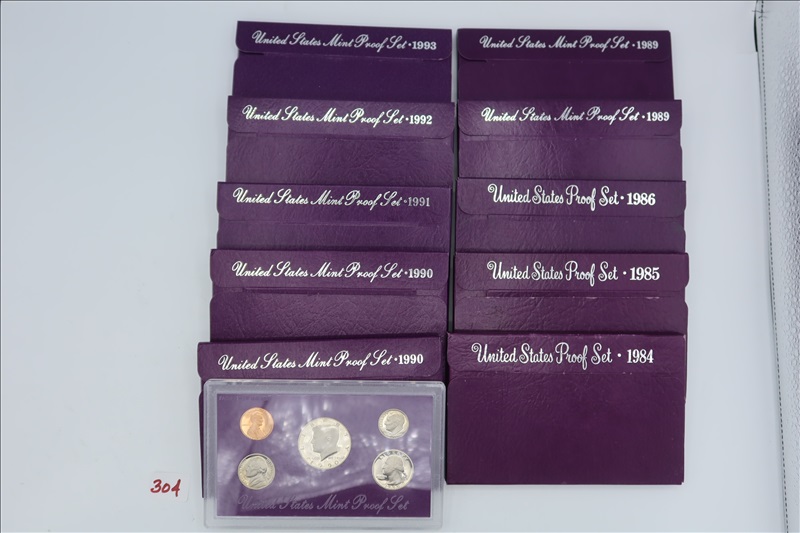 United States Mint Proof Set · 1993
United States Mint Proof Set · 1992
United States Mint Proof Set · 1991
United States Mint Proof Set · 1990
United States Mint Proof Set · 1990
United States Mint Proof Set
United States Mint Proof Set · 1989
United States Mint Proof Set · 1989
United States Proof Set · 1986
United States Proof Set · 1985
United States Proof Set · 1984
304